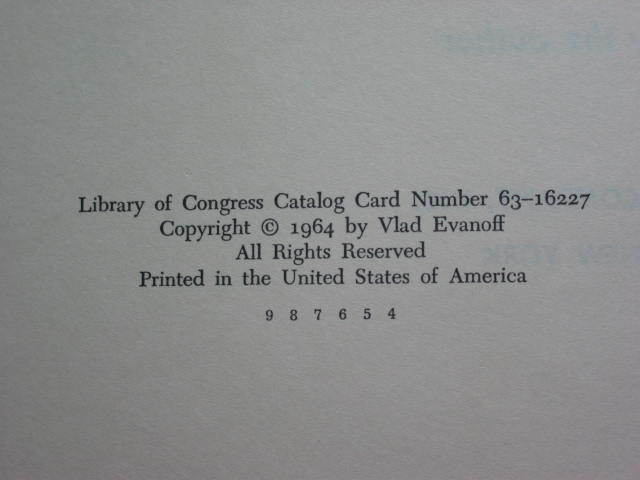 Library of Congress Catalog Card Number 63–16227
Copyright © 1964 by Vlad Evanoff
All Rights Reserved
Printed in the United States of America
9 8 7 6 5 4